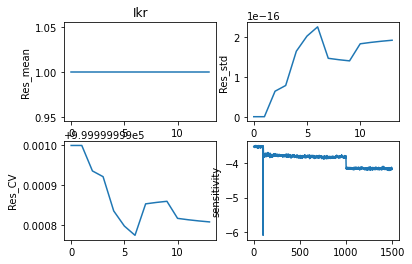 Ikr
1e−16
1.05
1.00
0.95
Res_mean
0 5 10
2
1
0
Res_std
0 5 10
+9.99999999e5
0.0010
0.0009
0.0008
Res_CV
0 5 10
−4
−5
−6
sensitivity
0 500 1000 1500